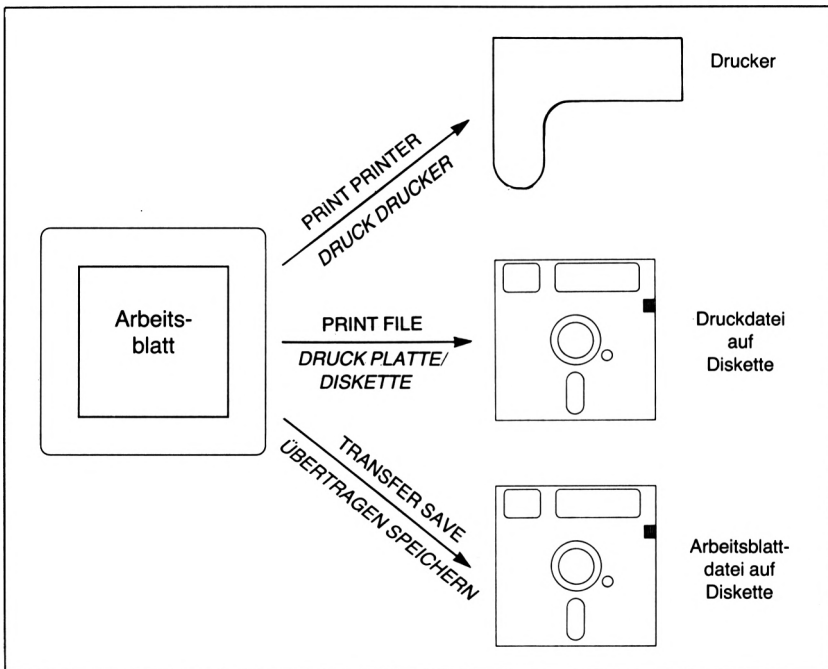 Drucker
PRINT PRINTER
DRUCK DRUCKER
Arbeits-
blatt
PRINT FILE
DRUCK PLATTE/
DISKETTE
Druckdatei
auf
Diskette
TRANSFER SAVE
ÜBERTRAGEN SPEICHERN
Arbeitsblatt-
datei auf
Diskette